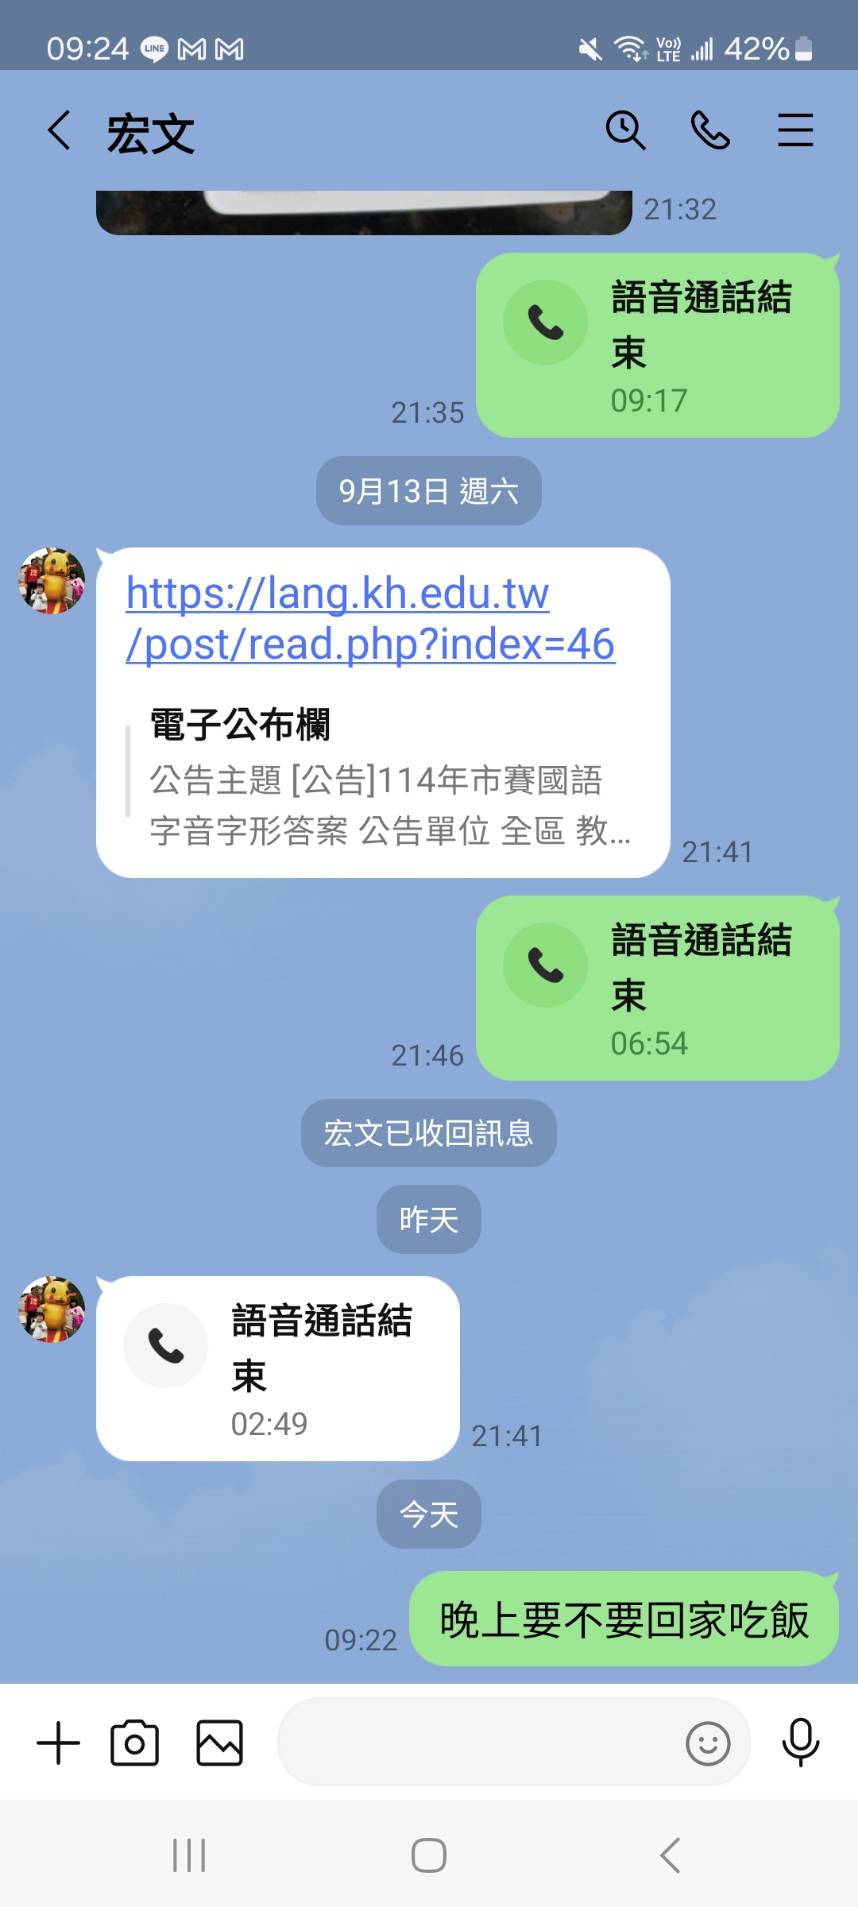 09:24 LINE Vo)) LTE 42%
宏文
21:32
語音通話結
束
09:17
21:35
9月13日 週六
https://lang.kh.edu.tw
/post/read.php?index=46
電子公布欄
公告主題 [公告]114年市賽國語
字音字形答案 公告單位 全區 教...
21:41
語音通話結
束
06:54
21:46
宏文已收回訊息
昨天
語音通話結
束
02:49
21:41
今天
晚上要不要回家吃飯
09:22